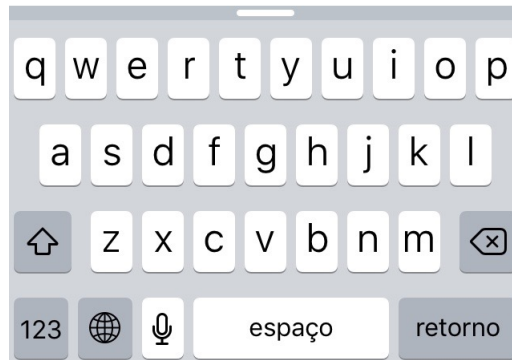 q w e r t y u i o p
a s d f g h j k l
z x c v b n m
123 espaço retorno